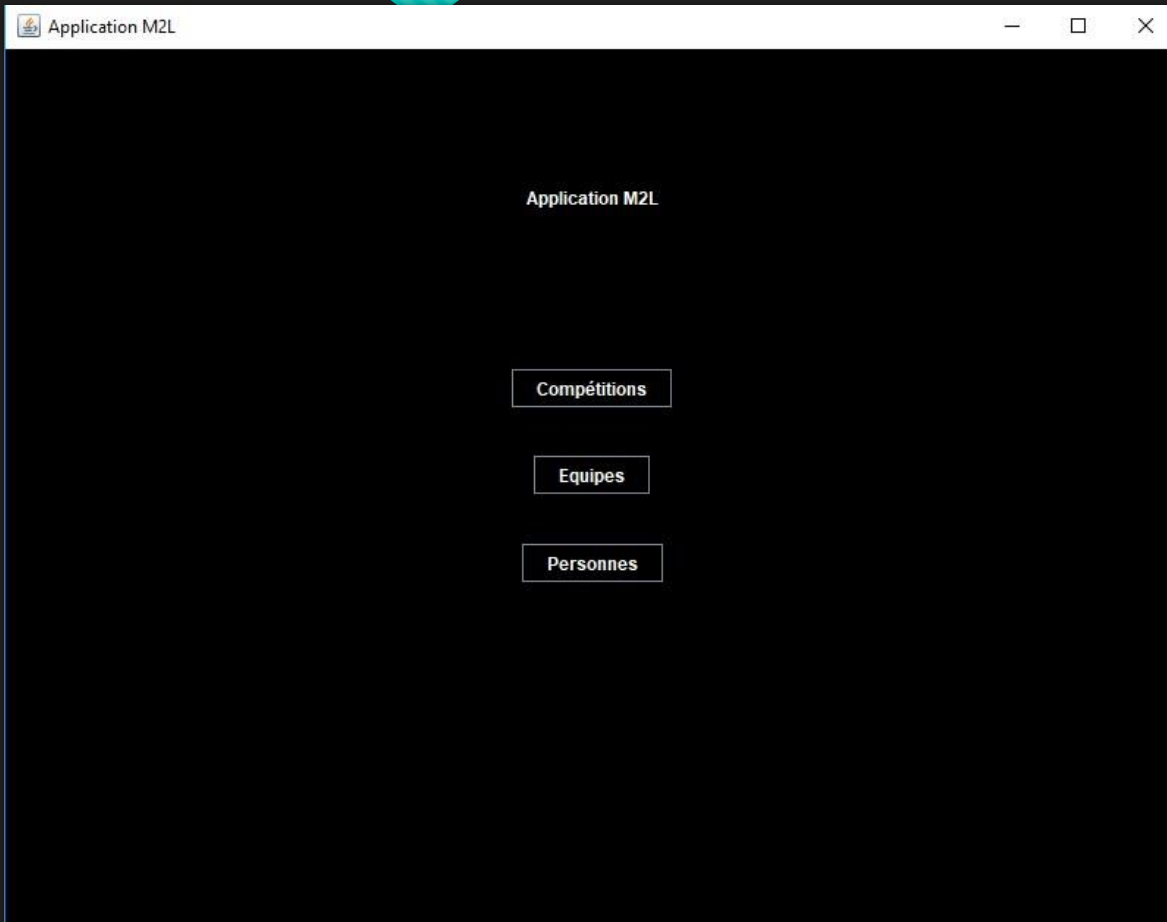 Application M2L
Application M2L
Compétitions
Equipes
Personnes